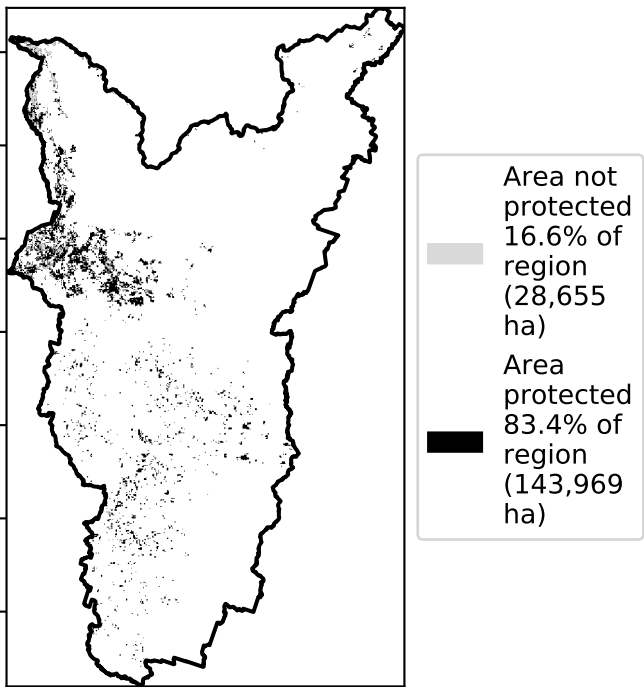 Area not
protected
16.6% of
region
(28,655
ha)
Area
protected
83.4% of
region
(143,969
ha)